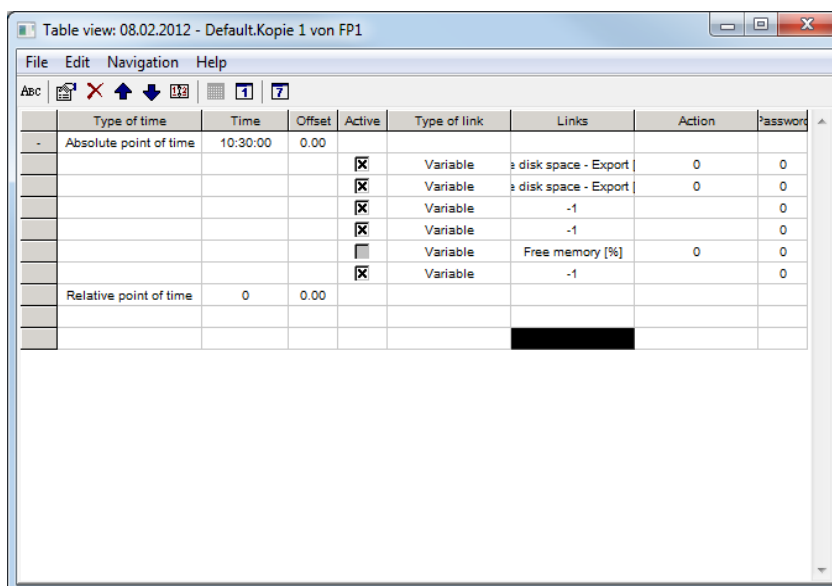 Table view: 08.02.2012 - Default.Kopie 1 von FP1
File Edit Navigation Help
ABC 1 7
Type of time Time Offset Active Type of link Links Action Password
- Absolute point of time 10:30:00 0.00
Variable e disk space - Export [ 0 0
Variable e disk space - Export [ 0 0
Variable -1 0
Variable -1 0
Variable Free memory [%] 0 0
Variable -1 0
Relative point of time 0 0.00